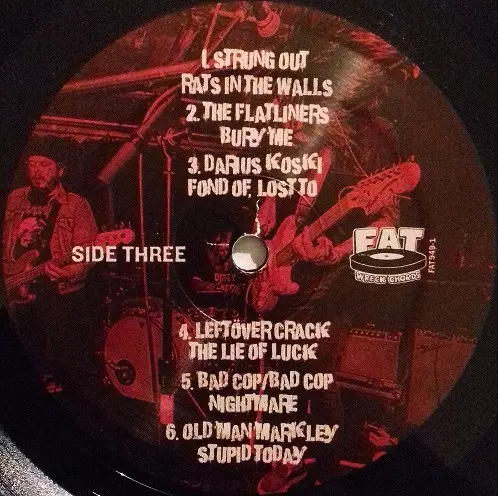 1. STRUNG OUT
RATS IN THE WALLS
2. THE FLATLINERS
BURY ME
3. DARIUS KOSKI
FOND OF, LOST TO
SIDE THREE
FAT
WRECK CHORDS
FAT949-1
4. LEFTOVER CRACK
THE LIE OF LUCK
5. BAD COP/BAD COP
NIGHTMARE
6. OLD MAN MARKLEY
STUPID TODAY